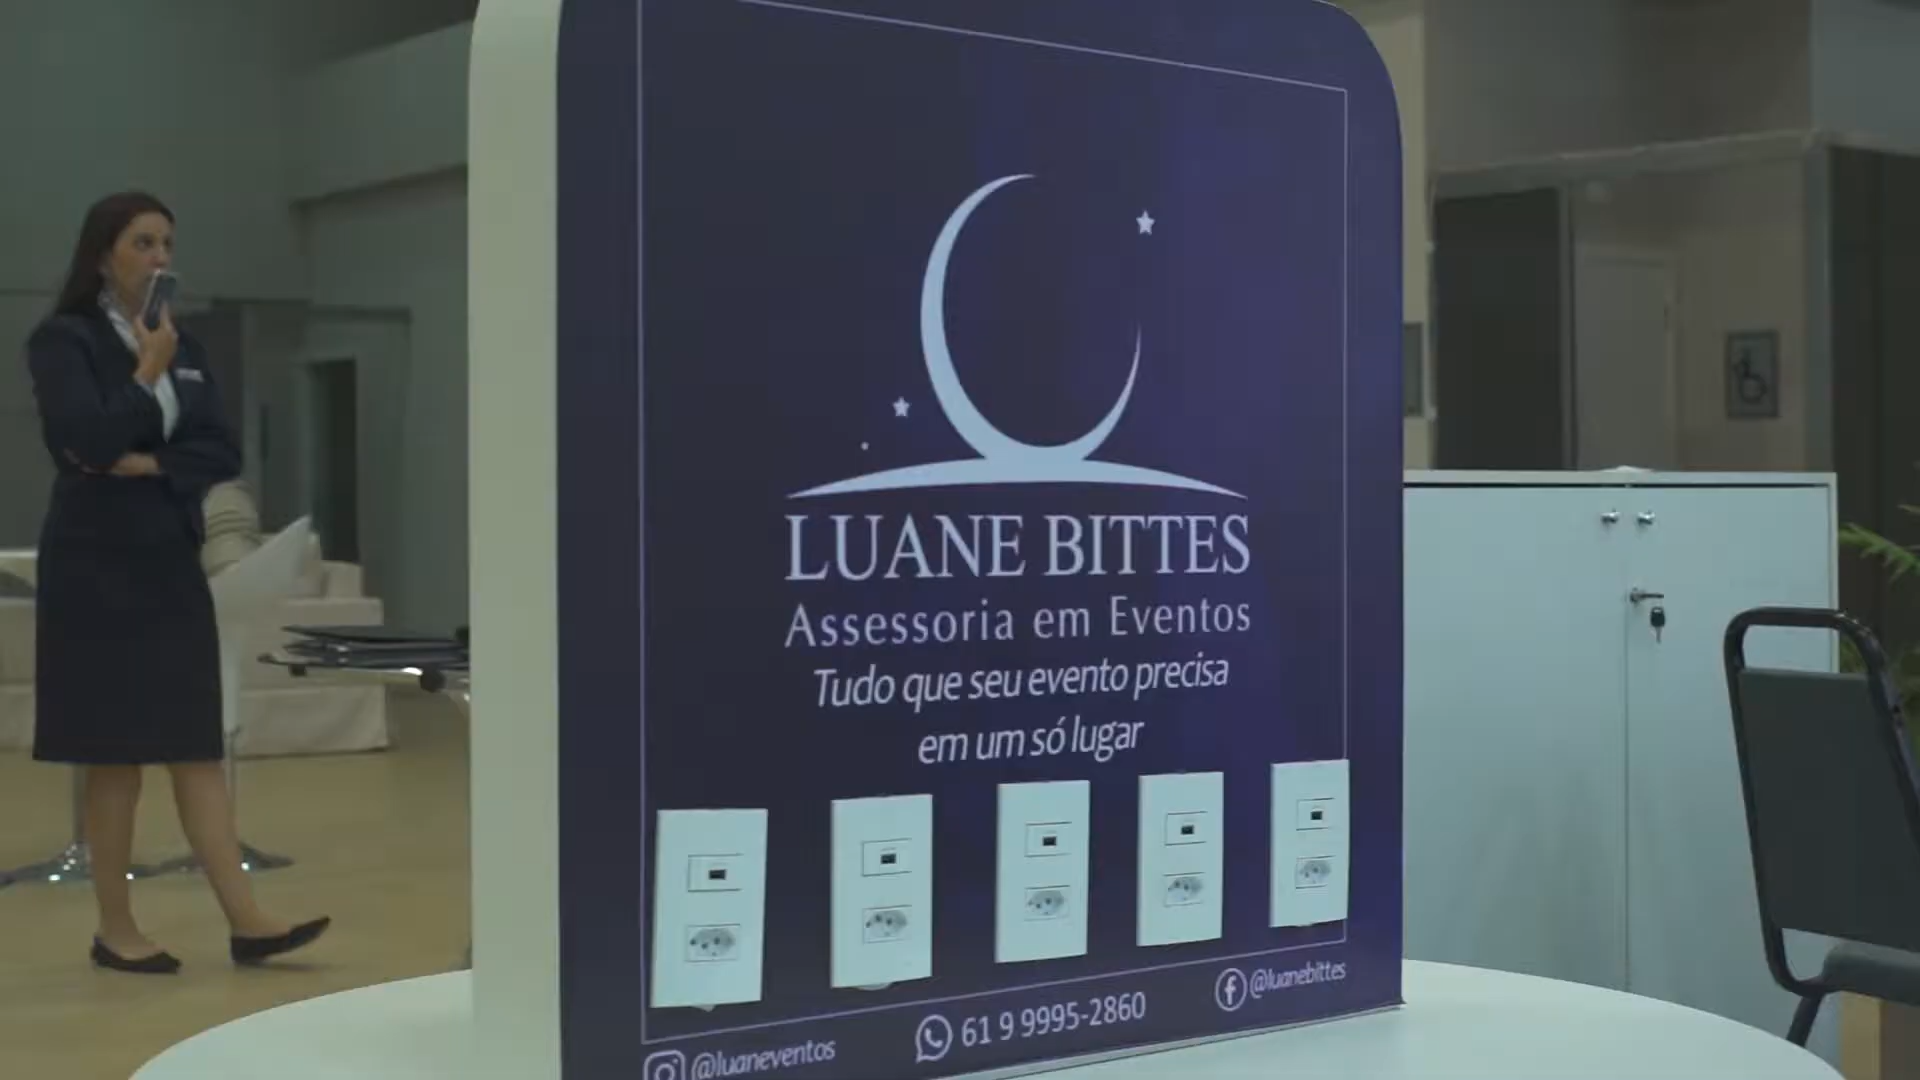 LUANE BITTES
Assessoria em Eventos
Tudo que seu evento precisa
em um só lugar
@luaneventos
61 9 9995-2860
@luanebittes